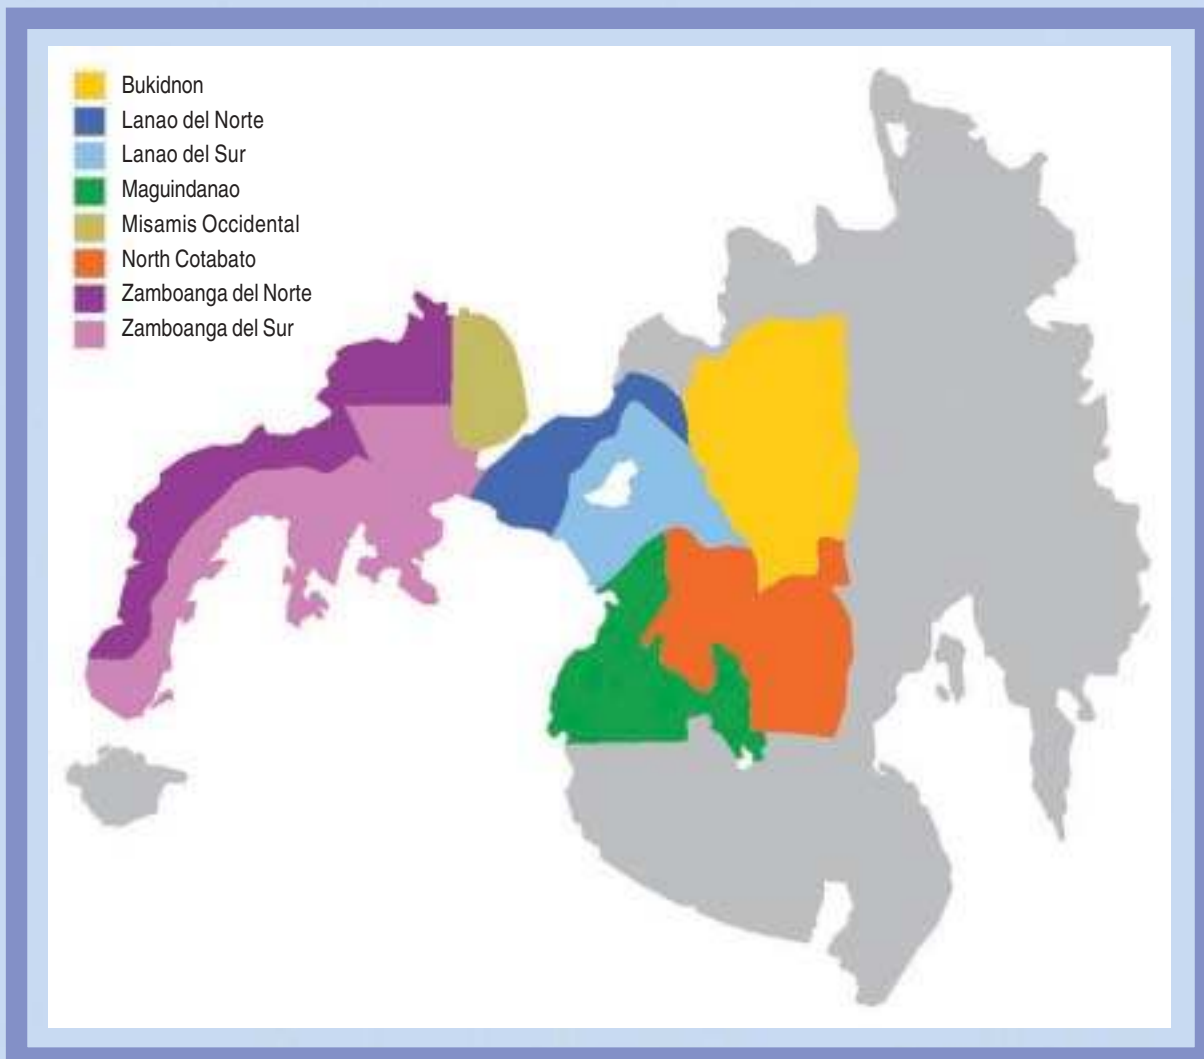 Bukidnon
Lanao del Norte
Lanao del Sur
Maguindanao
Misamis Occidental
North Cotabato
Zamboanga del Norte
Zamboanga del Sur